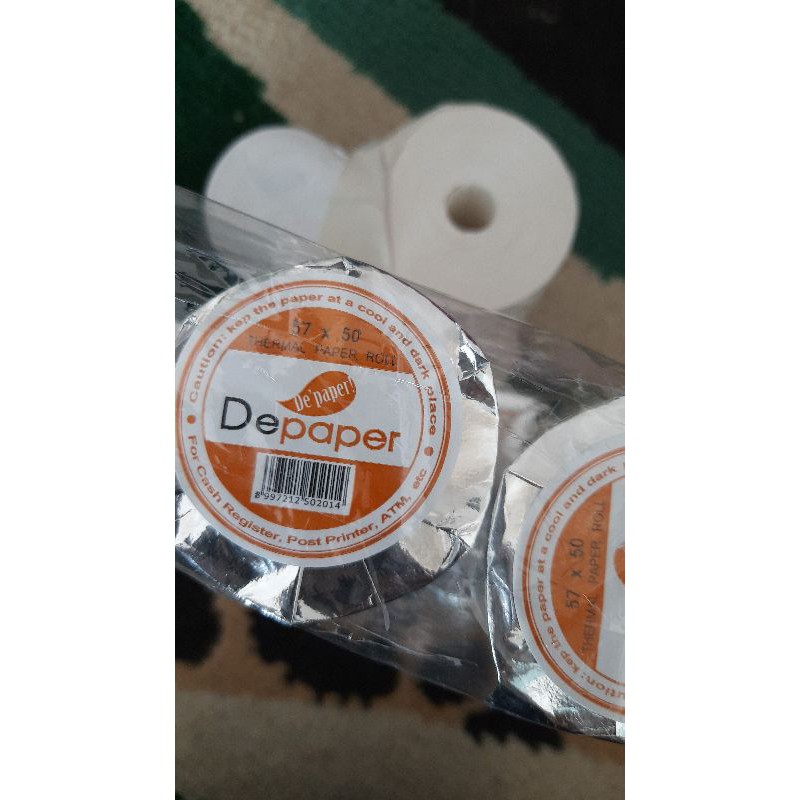 Caution: kep the paper at a cool and dark place
57 x 50
THERMAL PAPER ROLL
De'paper!
Depaper
8 997212 502014
For Cash Register, Post Printer, ATM, etc
ution: kep the paper at a cool and dark
57 x 50
THERMAL PAPER ROLL